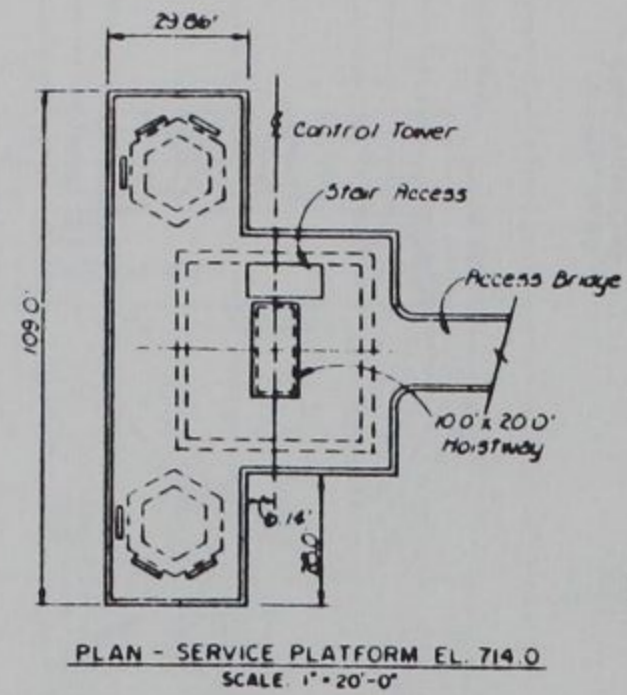 29.86'
℄ Control Tower
Stair Access
Access Bridge
109.0'
10.0' x 20.0'
Hoistway
6.14'
PLAN - SERVICE PLATFORM EL. 714.0
SCALE. 1" = 20'-0"